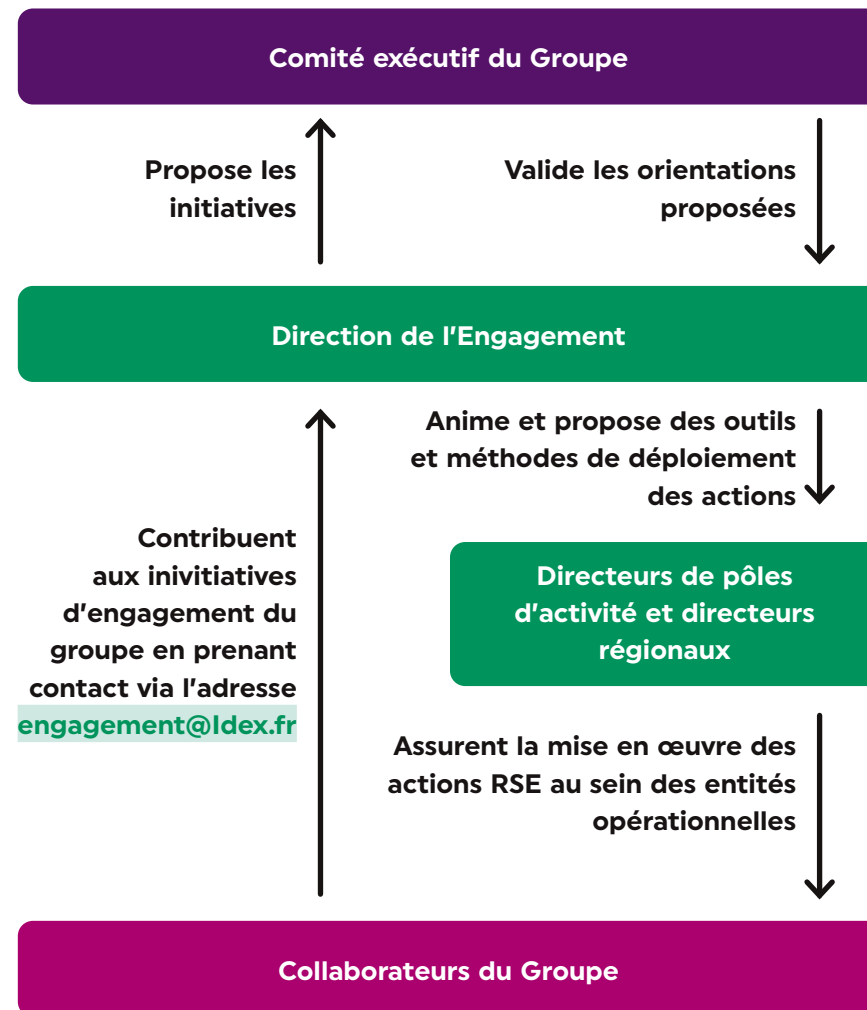 Comité exécutif du Groupe
Propose les
initiatives
Valide les orientations
proposées
Direction de l’Engagement
Anime et propose des outils
et méthodes de déploiement
des actions
Contribuent
aux inivitiatives
d’engagement du
groupe en prenant
contact via l’adresse
engagement@Idex.fr
Directeurs de pôles
d’activité et directeurs
régionaux
Assurent la mise en œuvre des
actions RSE au sein des entités
opérationnelles
Collaborateurs du Groupe